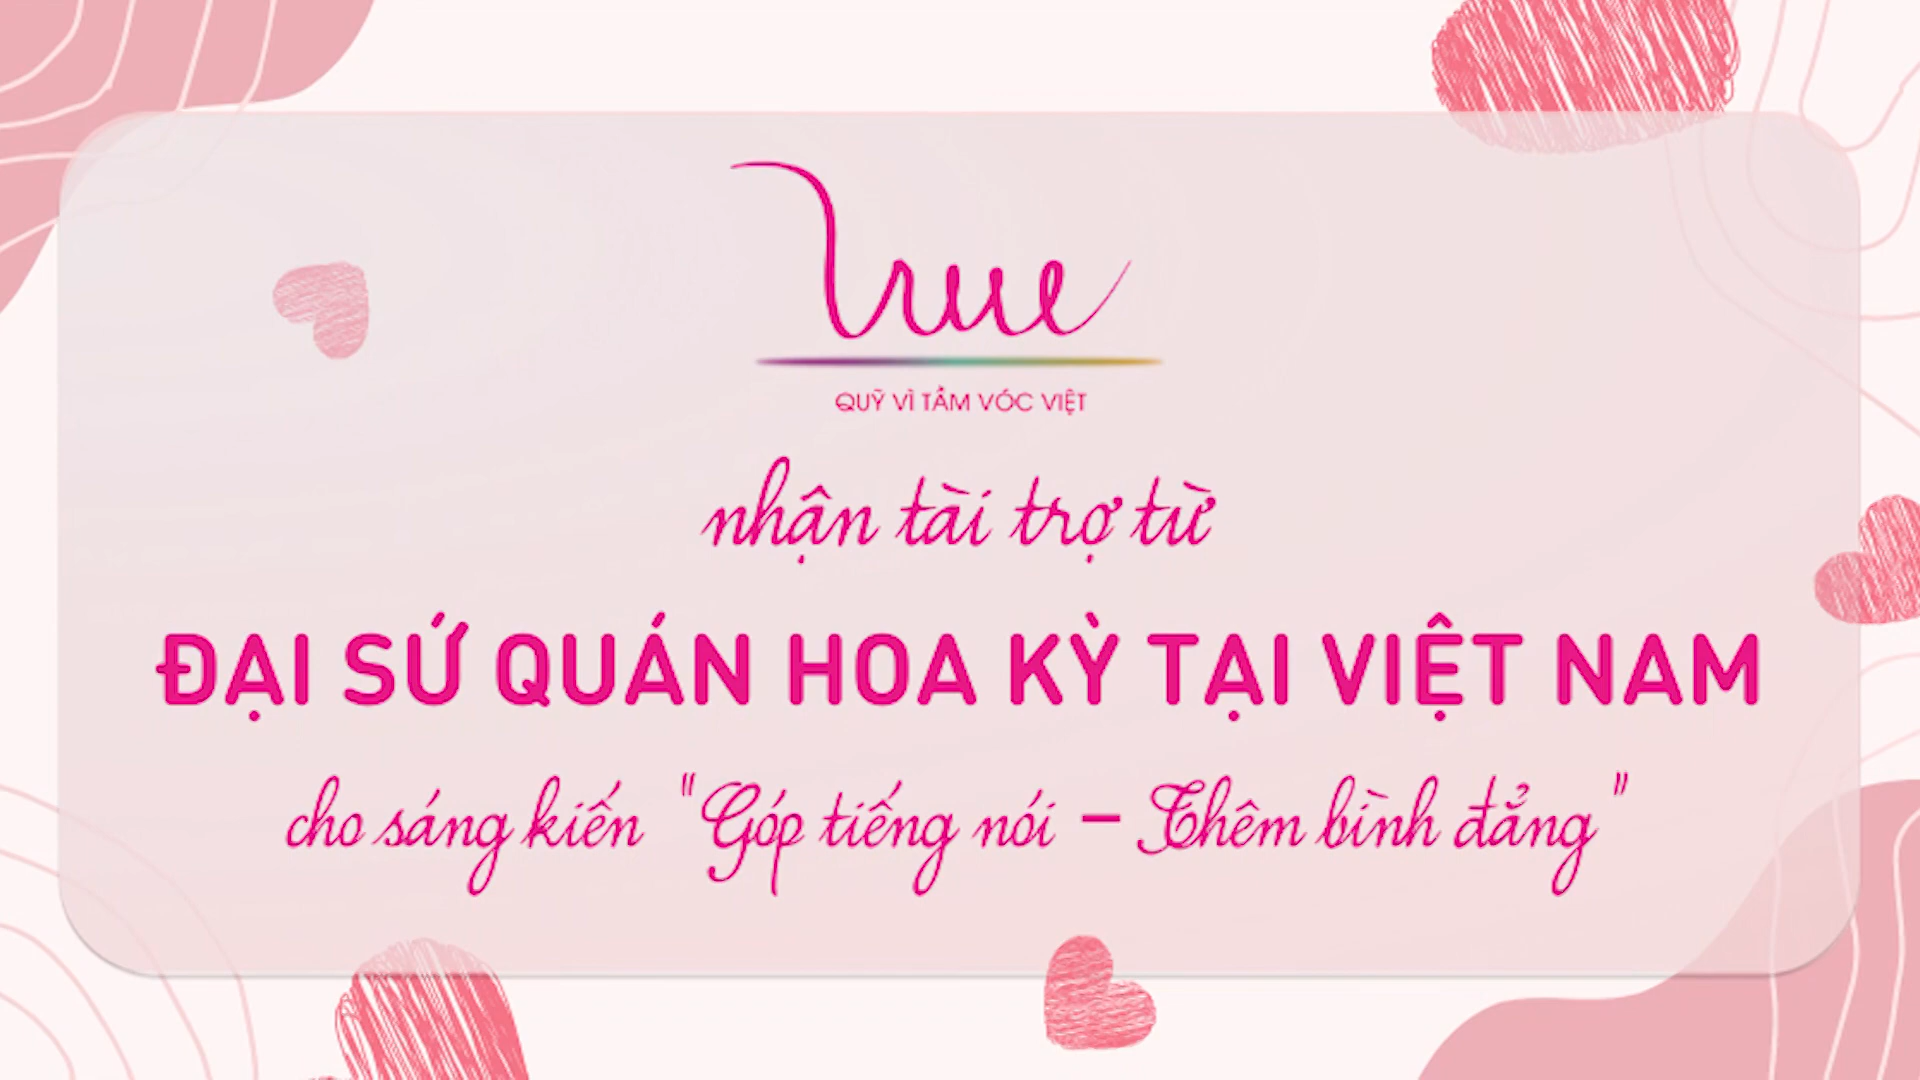 True
QUỸ VÌ TẦM VÓC VIỆT
nhận tài trợ từ
ĐẠI SỨ QUÁN HOA KỲ TẠI VIỆT NAM
cho sáng kiến "Góp tiếng nói – Thêm bình đẳng"